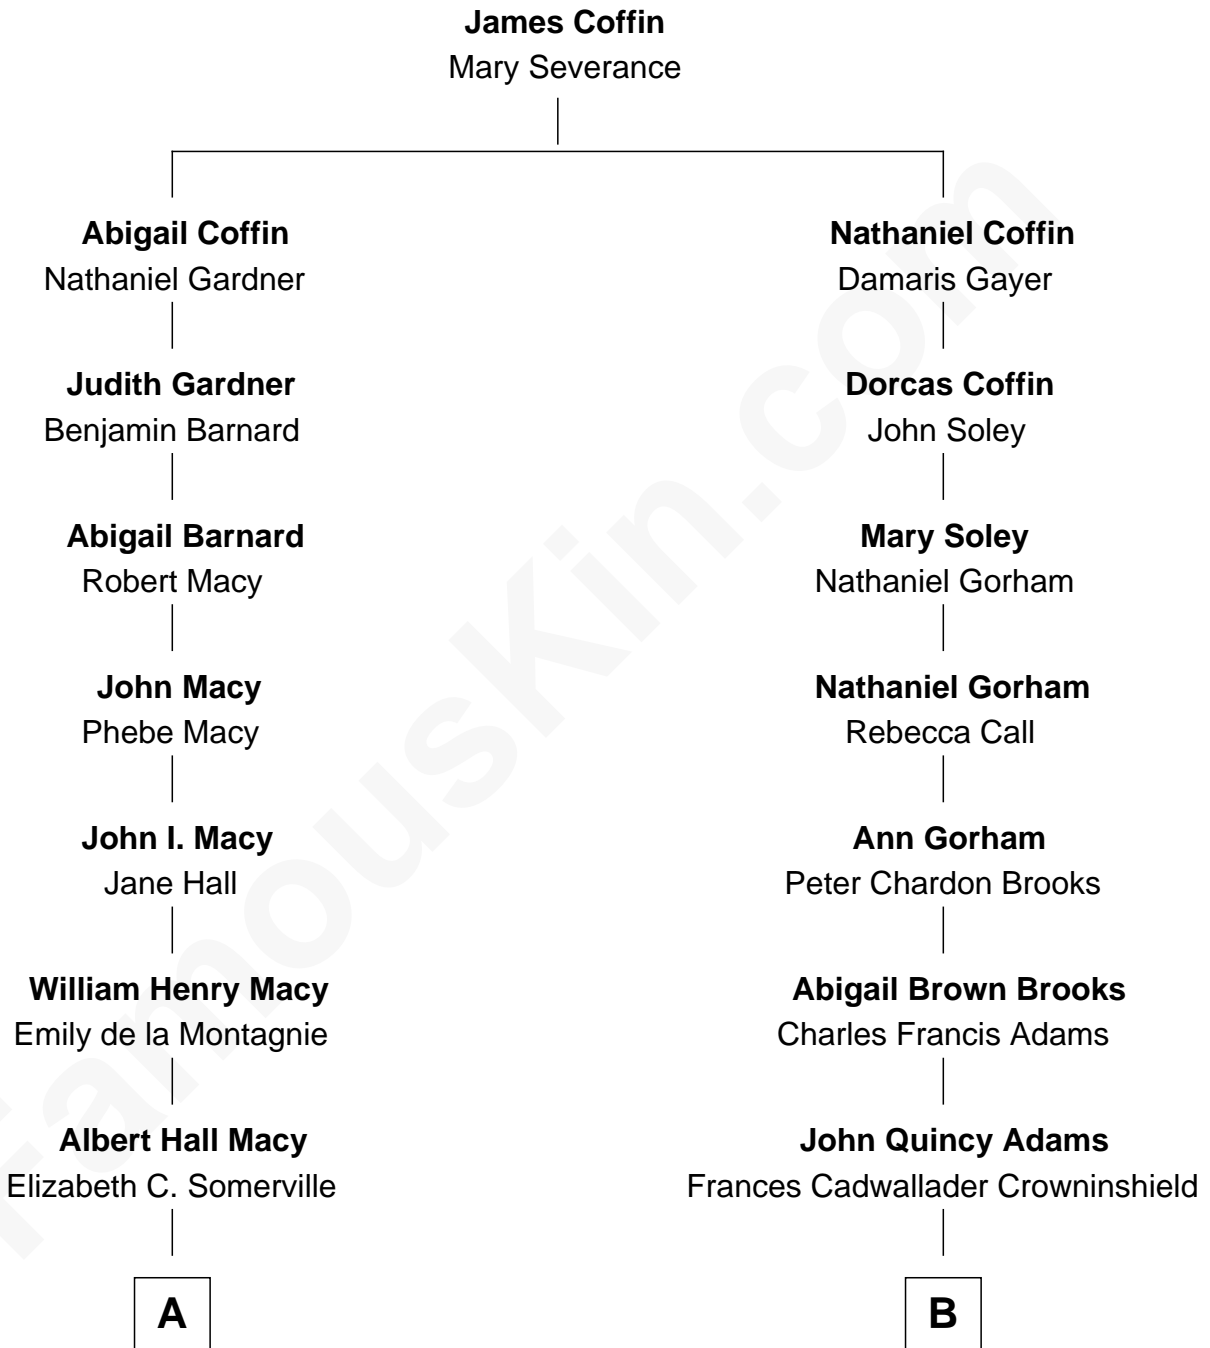 James Coffin
Mary Severance
Abigail Coffin
Nathaniel Gardner
Nathaniel Coffin
Damaris Gayer
Judith Gardner
Benjamin Barnard
Dorcas Coffin
John Soley
Abigail Barnard
Robert Macy
Mary Soley
Nathaniel Gorham
John Macy
Phebe Macy
Nathaniel Gorham
Rebecca Call
John I. Macy
Jane Hall
Ann Gorham
Peter Chardon Brooks
William Henry Macy
Emily de la Montagnie
Abigail Brown Brooks
Charles Francis Adams
Albert Hall Macy
Elizabeth C. Somerville
John Quincy Adams
Frances Cadwallader Crowninshield
A
B
FamousKin.com